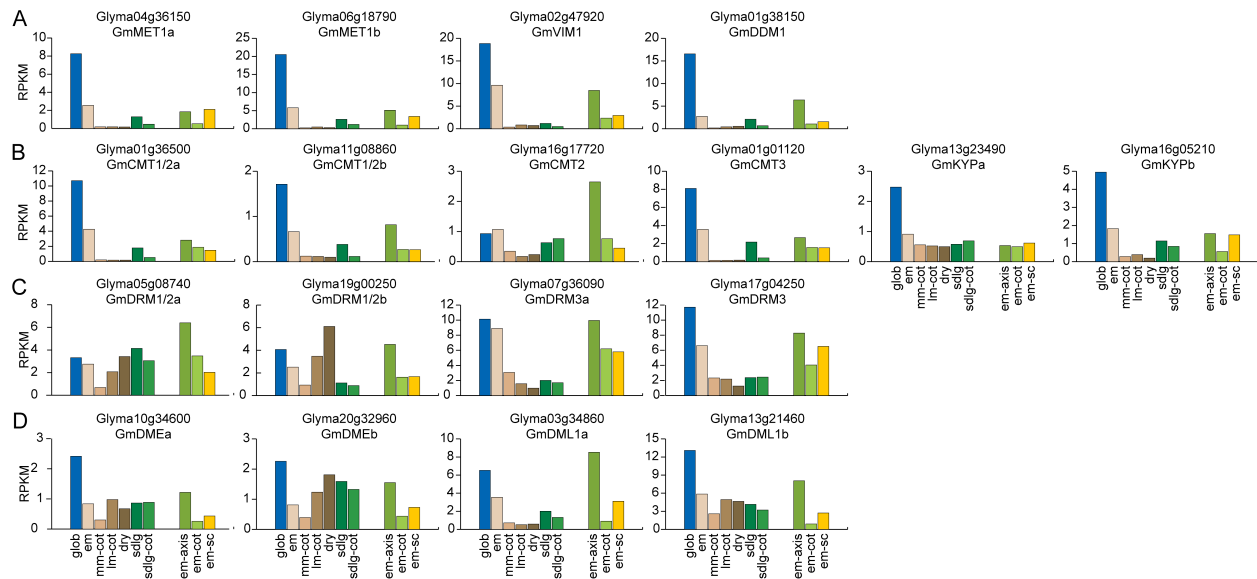 A
Glyma04g36150
GmMET1a
Glyma06g18790
GmMET1b
Glyma02g47920
GmVIM1
Glyma01g38150
GmDDM1
RPKM
10
8
6
4
2
0
25
20
15
10
5
0
20
15
10
5
0
20
15
10
5
0
B
Glyma01g36500
GmCMT1/2a
Glyma11g08860
GmCMT1/2b
Glyma16g17720
GmCMT2
Glyma01g01120
GmCMT3
Glyma13g23490
GmKYPa
Glyma16g05210
GmKYPb
RPKM
12
10
8
6
4
2
0
2
1
0
3
2
1
0
10
8
6
4
2
0
3
2
1
0
5
4
3
2
1
0
glob
em
mm-cot
lm-cot
dry
sdlg
sdlg-cot
em-axis
em-cot
em-sc
glob
em
mm-cot
lm-cot
dry
sdlg
sdlg-cot
em-axis
em-cot
em-sc
C
Glyma05g08740
GmDRM1/2a
Glyma19g00250
GmDRM1/2b
Glyma07g36090
GmDRM3a
Glyma17g04250
GmDRM3
RPKM
8
6
4
2
0
8
6
4
2
0
12
10
8
6
4
2
0
12
10
8
6
4
2
0
D
Glyma10g34600
GmDMEa
Glyma20g32960
GmDMEb
Glyma03g34860
GmDML1a
Glyma13g21460
GmDML1b
RPKM
3
2
1
0
3
2
1
0
10
8
6
4
2
0
15
12
9
6
3
0
glob
em
mm-cot
lm-cot
dry
sdlg
sdlg-cot
em-axis
em-cot
em-sc
glob
em
mm-cot
lm-cot
dry
sdlg
sdlg-cot
em-axis
em-cot
em-sc
glob
em
mm-cot
lm-cot
dry
sdlg
sdlg-cot
em-axis
em-cot
em-sc
glob
em
mm-cot
lm-cot
dry
sdlg
sdlg-cot
em-axis
em-cot
em-sc